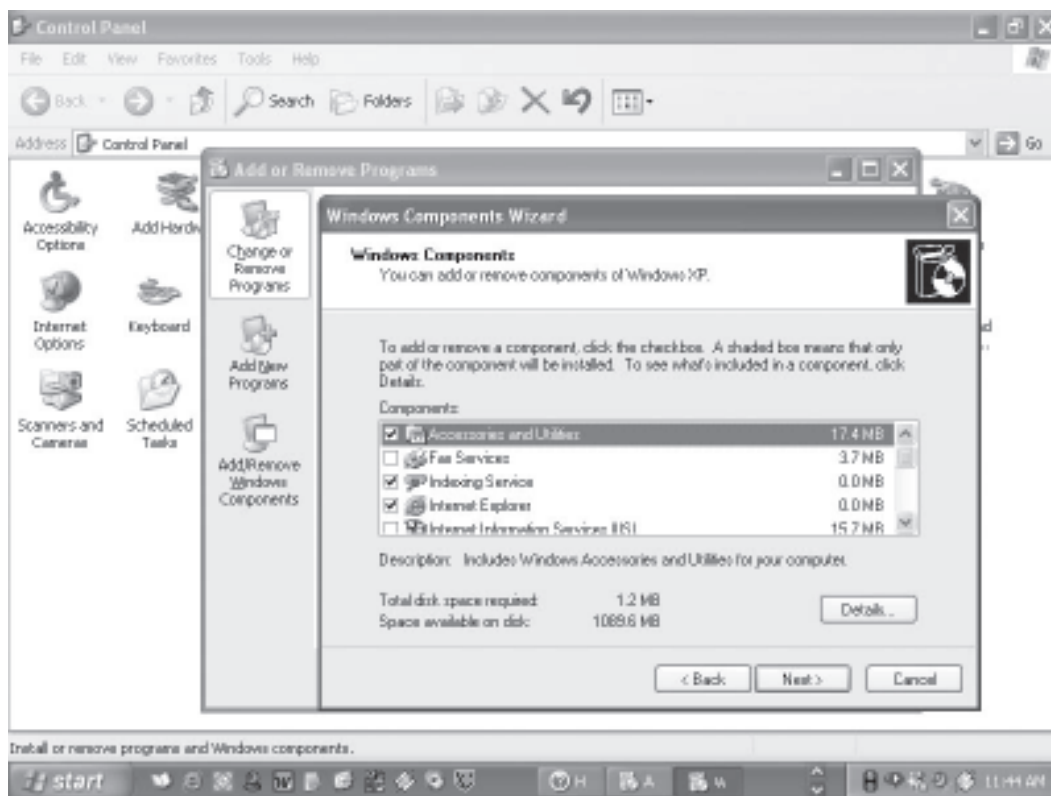 Control Panel
File Edit View Favorites Tools Help
Back Search Folders
Address Control Panel Go
Add or Remove Programs
Accessibility Options
Add Hardw
Internet Options
Keyboard
Scanners and Cameras
Scheduled Tasks
Change or Remove Programs
Add New Programs
Add/Remove Windows Components
Windows Components Wizard
Windows Components
You can add or remove components of Windows XP.
To add or remove a component, click the checkbox. A shaded box means that only
part of the component will be installed. To see what's included in a component, click
Details.
Components:
Accessories and Utilities 17.4 MB
Fax Services 3.7 MB
Indexing Service 0.0 MB
Internet Explorer 0.0 MB
Internet Information Services (IIS) 15.7 MB
Description: Includes Windows Accessories and Utilities for your computer.
Total disk space required: 1.2 MB
Space available on disk: 1089.6 MB
Details...
< Back Next > Cancel
Install or remove programs and Windows components.
start H A W 11:44 AM